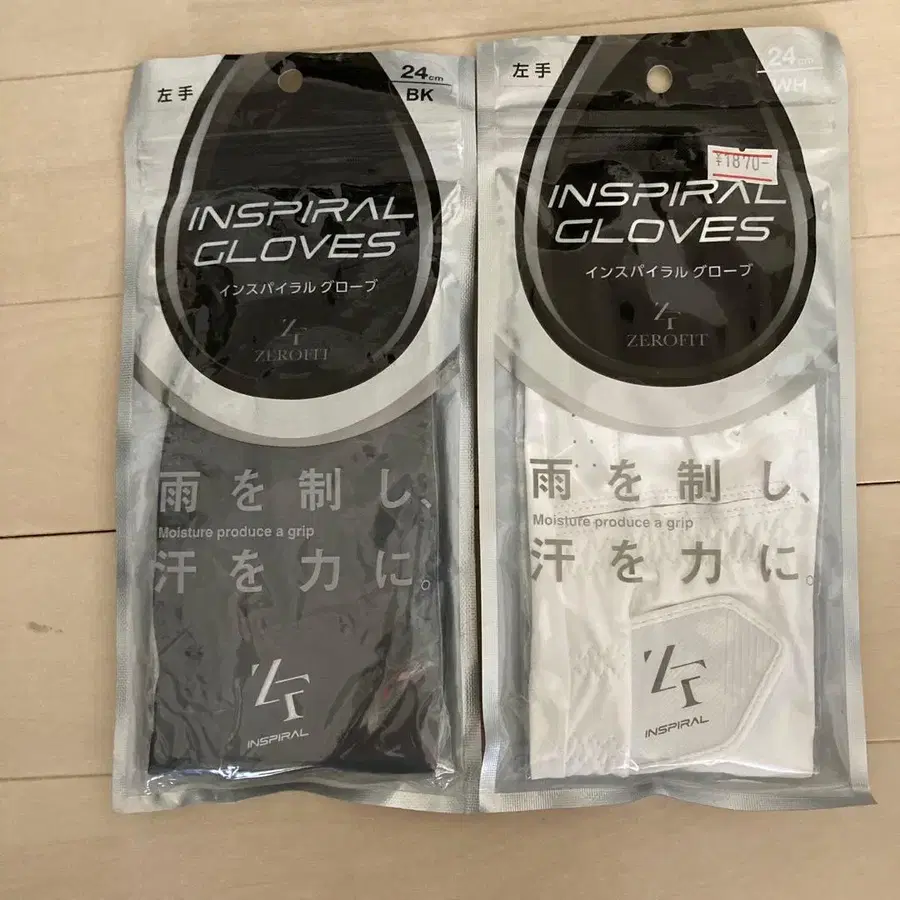 左手
24cm
BK
INSPIRAL
GLOVES
インスパイラル グローブ
ZEROFIT
雨を制し、
Moisture produce a grip
汗を力に。
INSPIRAL
左手
24cm
WH
¥1870-
INSPIRAL
GLOVES
インスパイラル グローブ
ZEROFIT
雨を制し、
Moisture produce a grip
汗を力に。
INSPIRAL